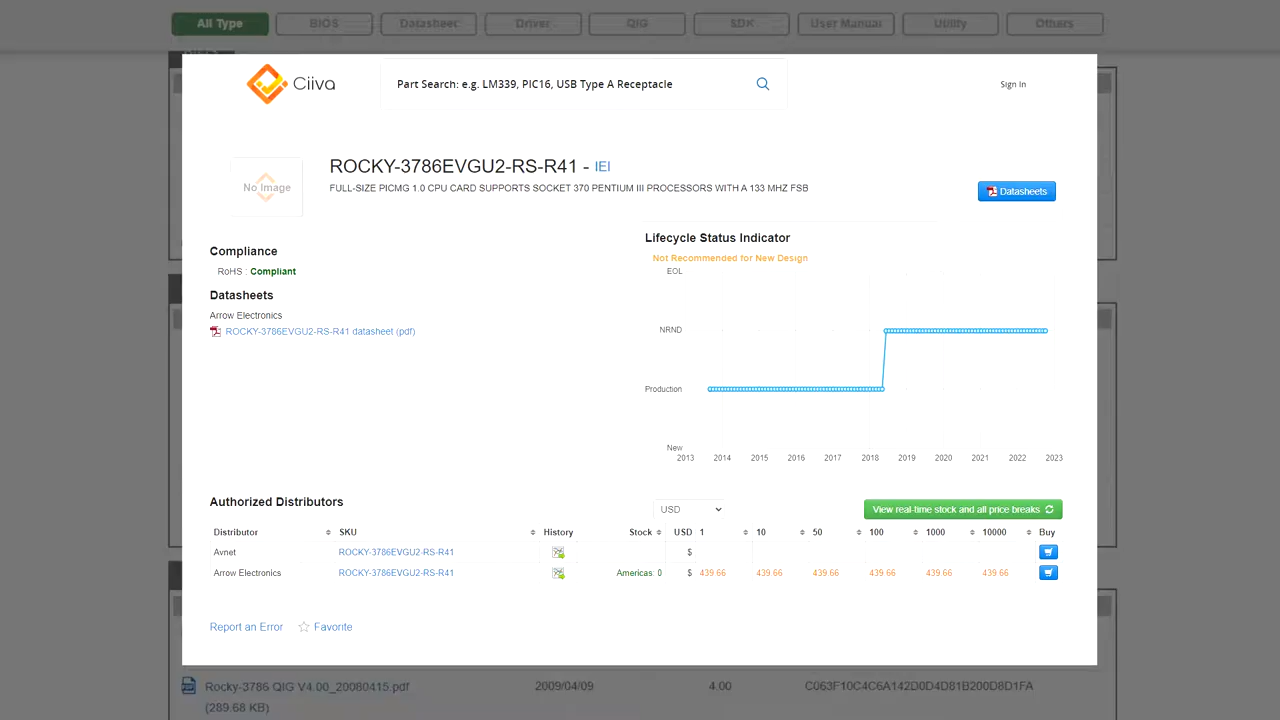 All Type BIOS Datasheet Driver QIG SDK User Manual Utility Others
Ciiva
Part Search: e.g. LM339, PIC16, USB Type A Receptacle
Sign In
No Image
ROCKY-3786EVGU2-RS-R41 - IEI
FULL-SIZE PICMG 1.0 CPU CARD SUPPORTS SOCKET 370 PENTIUM III PROCESSORS WITH A 133 MHZ FSB
Datasheets
Compliance
RoHS : Compliant
Datasheets
Arrow Electronics
ROCKY-3786EVGU2-RS-R41 datasheet (pdf)
Lifecycle Status Indicator
Not Recommended for New Design
EOL
NRND
Production
New
2013 2014 2015 2016 2017 2018 2019 2020 2021 2022 2023
Authorized Distributors
USD
View real-time stock and all price breaks
Distributor SKU History Stock USD 1 10 50 100 1000 10000 Buy
Avnet ROCKY-3786EVGU2-RS-R41 $
Arrow Electronics ROCKY-3786EVGU2-RS-R41 Americas: 0 $ 439.66 439.66 439.66 439.66 439.66 439.66
Report an Error Favorite
Rocky-3786 QIG V4.00_20080415.pdf 2009/04/09 4.00 C063F10C4C6A142D0D4D81B200D8D1FA
(289.68 KB)